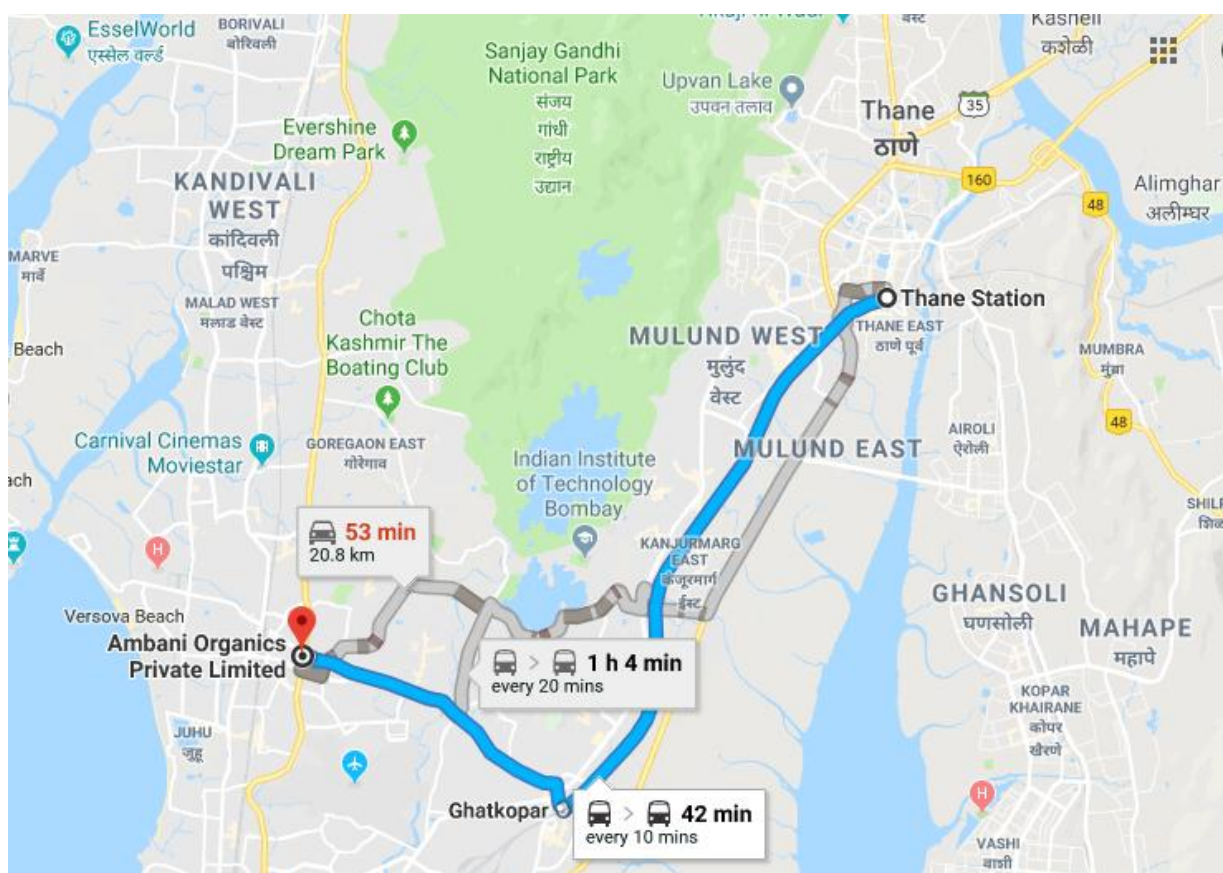 EsselWorld
एस्सेल वर्ल्ड
BORIVALI
बोरिवली
Sanjay Gandhi
National Park
संजय
गांधी
राष्ट्रीय
उद्यान
Upvan Lake
उपवन तलाव
Thane
ठाणे
35
Kasheli
कशेळी
वेस्ट
160
48
Alimghar
अलीम्घर
Evershine
Dream Park
KANDIVALI
WEST
कांदिवली
पश्चिम
MARVE
मार्वे
MALAD WEST
मलाड वेस्ट
Beach
Chota
Kashmir The
Boating Club
Thane Station
THANE EAST
ठाणे पूर्व
MULUND WEST
मुलुंद
वेस्ट
MUMBRA
मुंब्रा
48
Carnival Cinemas
Moviestar
GOREGAON EAST
गोरेगाव
Indian Institute
of Technology
Bombay
MULUND EAST
AIROLI
ऐरोली
ach
H
53 min
20.8 km
KANJURMARG
EAST
कंजूरमार्ग
ईस्ट
SHILP
GHANSOLI
घणसोली
MAHAPE
महापे
Versova Beach
Ambani Organics
Private Limited
> 1 h 4 min
every 20 mins
KOPAR
KHAIRANE
कोपर
खैरणे
JUHU
जुहू
Ghatkopar
> 42 min
every 10 mins
H
VASHI
वाशी